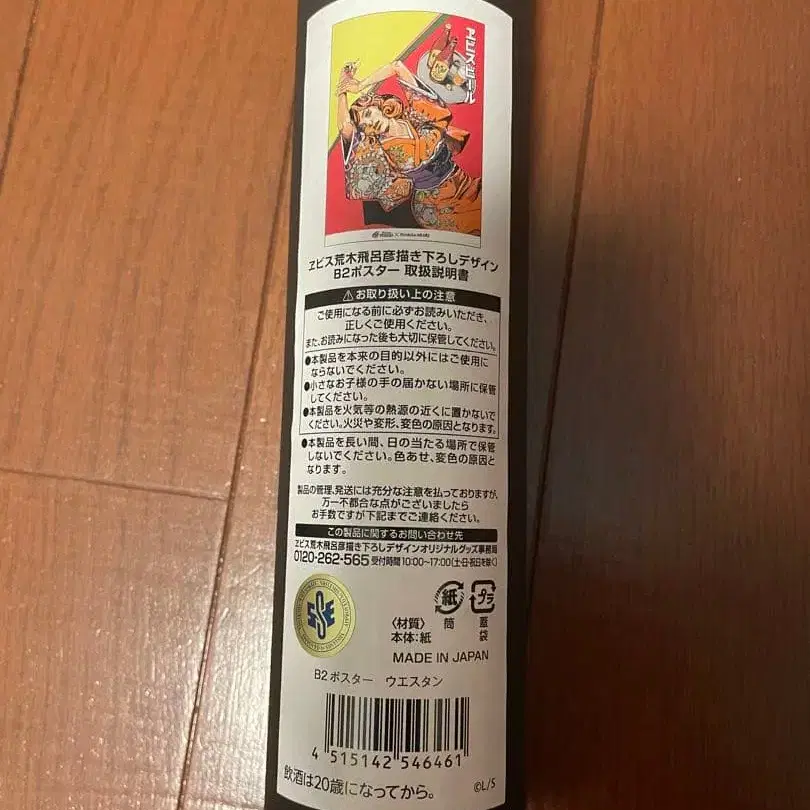 ヱビスビール
ヱビス荒木飛呂彦描き下ろしデザイン
B2ポスター 取扱説明書
⚠お取り扱い上の注意
ご使用になる前に必ずお読みいただき、
正しくご使用ください。
また、お読みになった後も大切に保管してください。
●本製品を本来の目的以外にはご使用に
ならないでください。
●小さなお子様の手の届かない場所に保管
してください。
●本製品を火気等の熱源の近くに置かないで
ください。火災や変形、変色の原因となります。
●本製品を長い間、日の当たる場所で保管
しないでください。色あせ、変色の原因と
なります。
製品の管理、発送には充分な注意を払っておりますが、
万一不都合な点がございましたら
お手数ですが下記までご連絡ください。
この製品に関するお問い合わせ先
ヱビス荒木飛呂彦描き下ろしデザインオリジナルグッズ事務局
0120-262-565 受付時間10:00~17:00(土・日・祝日を除く)
SSE
紙 プラ
〈材質〉 筒 蓋
本体:紙 袋
MADE IN JAPAN
B2ポスター ウエスタン
4 515142 546461
飲酒は20歳になってから。
©L/S